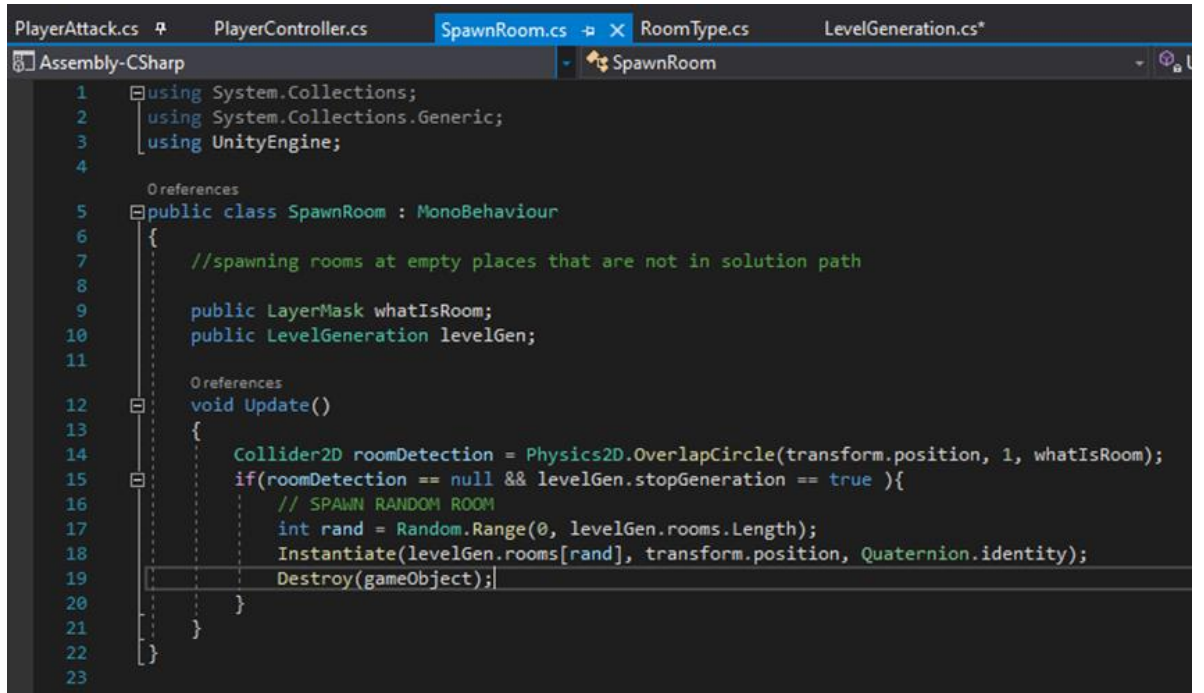 PlayerAttack.cs PlayerController.cs SpawnRoom.cs RoomType.cs LevelGeneration.cs*
Assembly-CSharp SpawnRoom
1 using System.Collections;
2 using System.Collections.Generic;
3 using UnityEngine;
4
0 references
5 public class SpawnRoom : MonoBehaviour
6 {
7 //spawning rooms at empty places that are not in solution path
8
9 public LayerMask whatIsRoom;
10 public LevelGeneration levelGen;
11
0 references
12 void Update()
13 {
14 Collider2D roomDetection = Physics2D.OverlapCircle(transform.position, 1, whatIsRoom);
15 if(roomDetection == null && levelGen.stopGeneration == true ){
16 // SPAWN RANDOM ROOM
17 int rand = Random.Range(0, levelGen.rooms.Length);
18 Instantiate(levelGen.rooms[rand], transform.position, Quaternion.identity);
19 Destroy(gameObject);
20 }
21 }
22 }
23